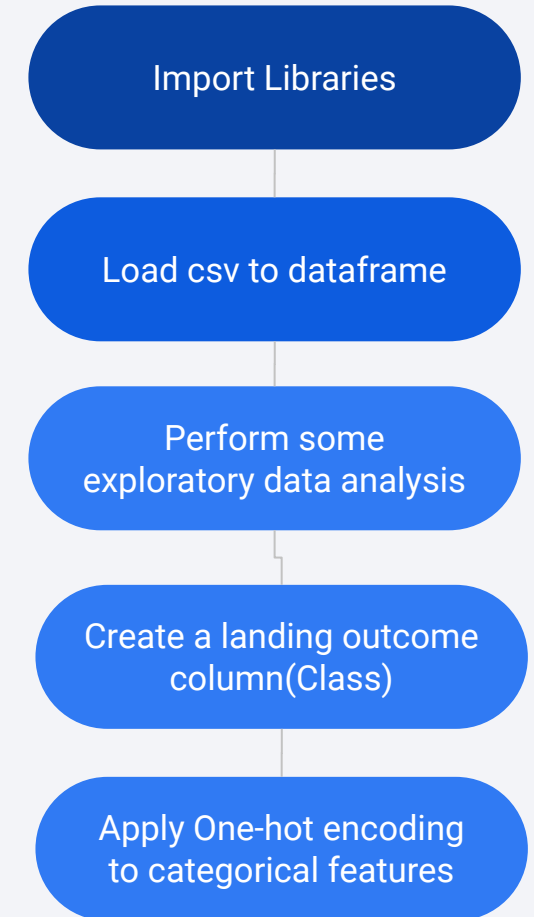 Import Libraries
Load csv to dataframe
Perform some
exploratory data analysis
Create a landing outcome
column(Class)
Apply One-hot encoding
to categorical features